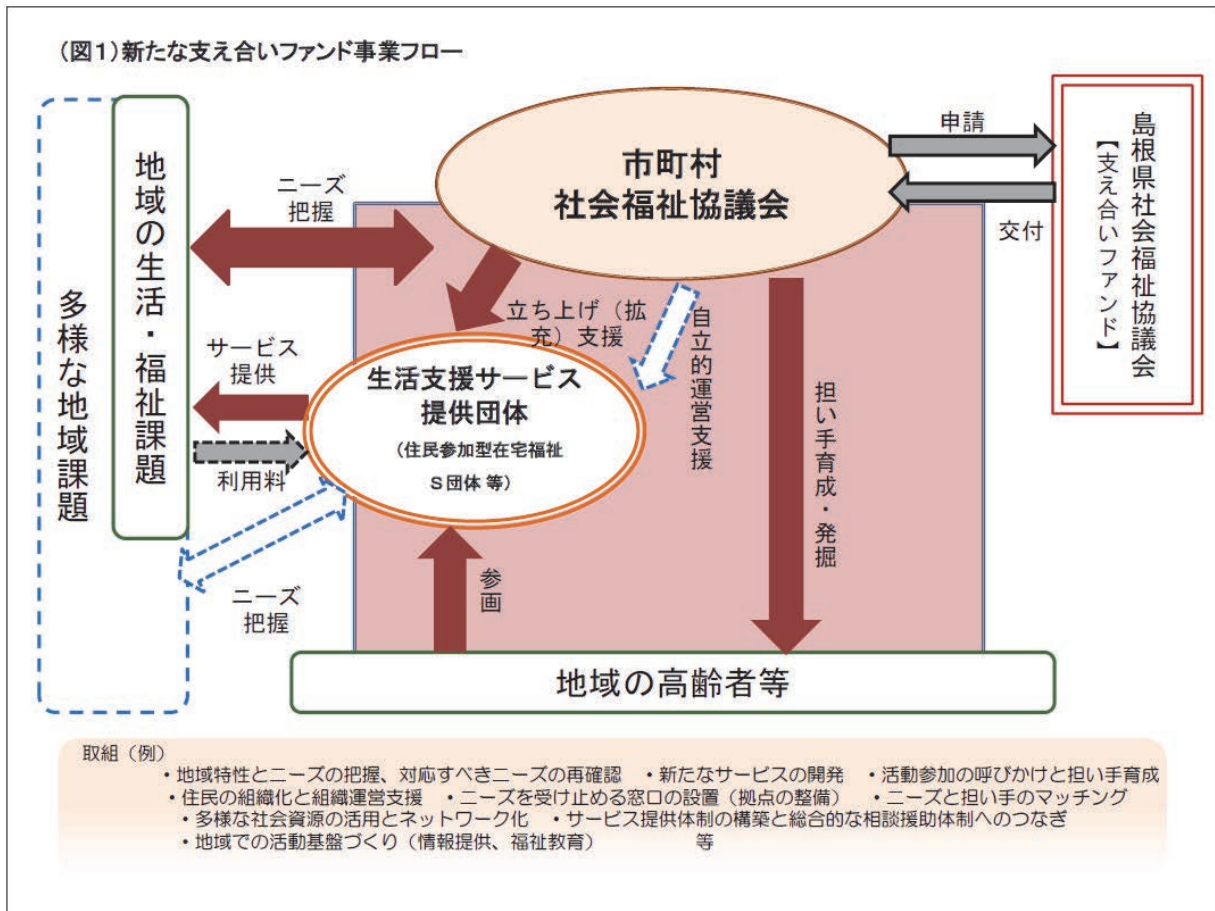 （図１）新たな支え合いファンド事業フロー
市町村
社会福祉協議会
申請
交付
島根県社会福祉協議会
【支え合いファンド】
多様な地域課題
地域の生活・福祉課題
ニーズ
把握
立ち上げ（拡
充）支援
自立的運営支援
担い手育成・発掘
サービス
提供
利用料
生活支援サービス
提供団体
（住民参加型在宅福祉
Ｓ団体 等）
ニーズ
把握
参画
地域の高齢者等
取組（例）
・地域特性とニーズの把握、対応すべきニーズの再確認　・新たなサービスの開発　・活動参加の呼びかけと担い手育成
・住民の組織化と組織運営支援　・ニーズを受け止める窓口の設置（拠点の整備）　・ニーズと担い手のマッチング
・多様な社会資源の活用とネットワーク化　・サービス提供体制の構築と総合的な相談援助体制へのつなぎ
・地域での活動基盤づくり（情報提供、福祉教育）　等